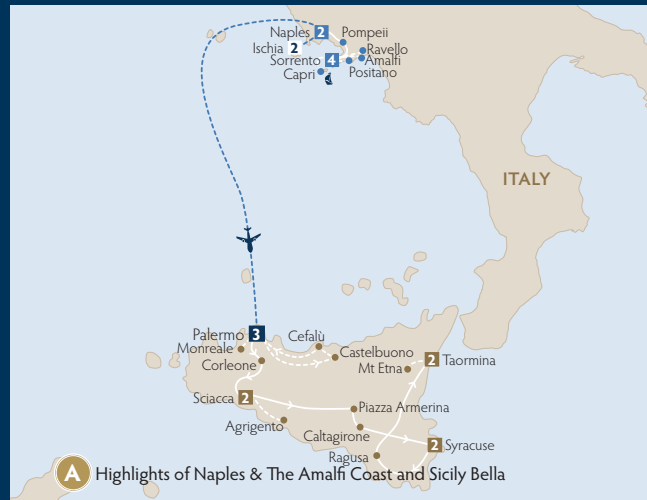 Naples 2 Pompeii
Ischia 2
Ravello
Sorrento 4 Amalfi
Capri Positano
ITALY
Palermo 3 Cefalù
Monreale
Castelbuono
Corleone
Mt Etna 2 Taormina
Sciacca 2
Piazza Armerina
Agrigento
Caltagirone
2 Syracuse
Ragusa
A Highlights of Naples & The Amalfi Coast and Sicily Bella